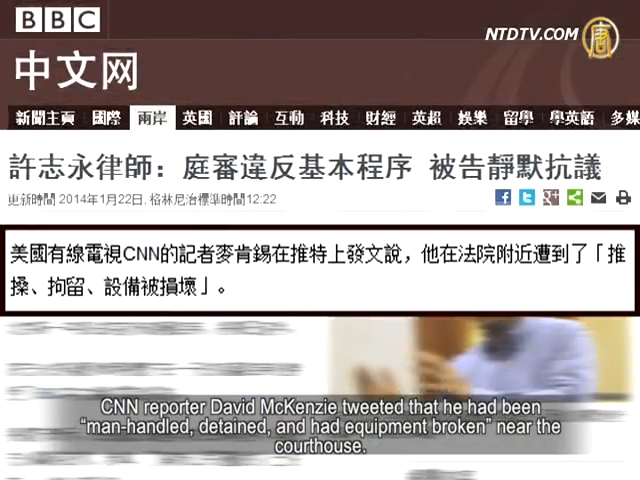 BBC
NTDTV.COM
中文网
新聞主頁 國際 兩岸 英國 評論 互動 科技 財經 英超 娛樂 留學 學英語 多媒
許志永律師：庭審違反基本程序 被告靜默抗議
更新時間 2014年1月22日, 格林尼治標準時間12:22
美國有線電視CNN的記者麥肯錫在推特上發文說，他在法院附近遭到了「推
搡、拘留、設備被損壞」。
CNN reporter David McKenzie tweeted that he had been
“man-handled, detained, and had equipment broken” near the
courthouse.